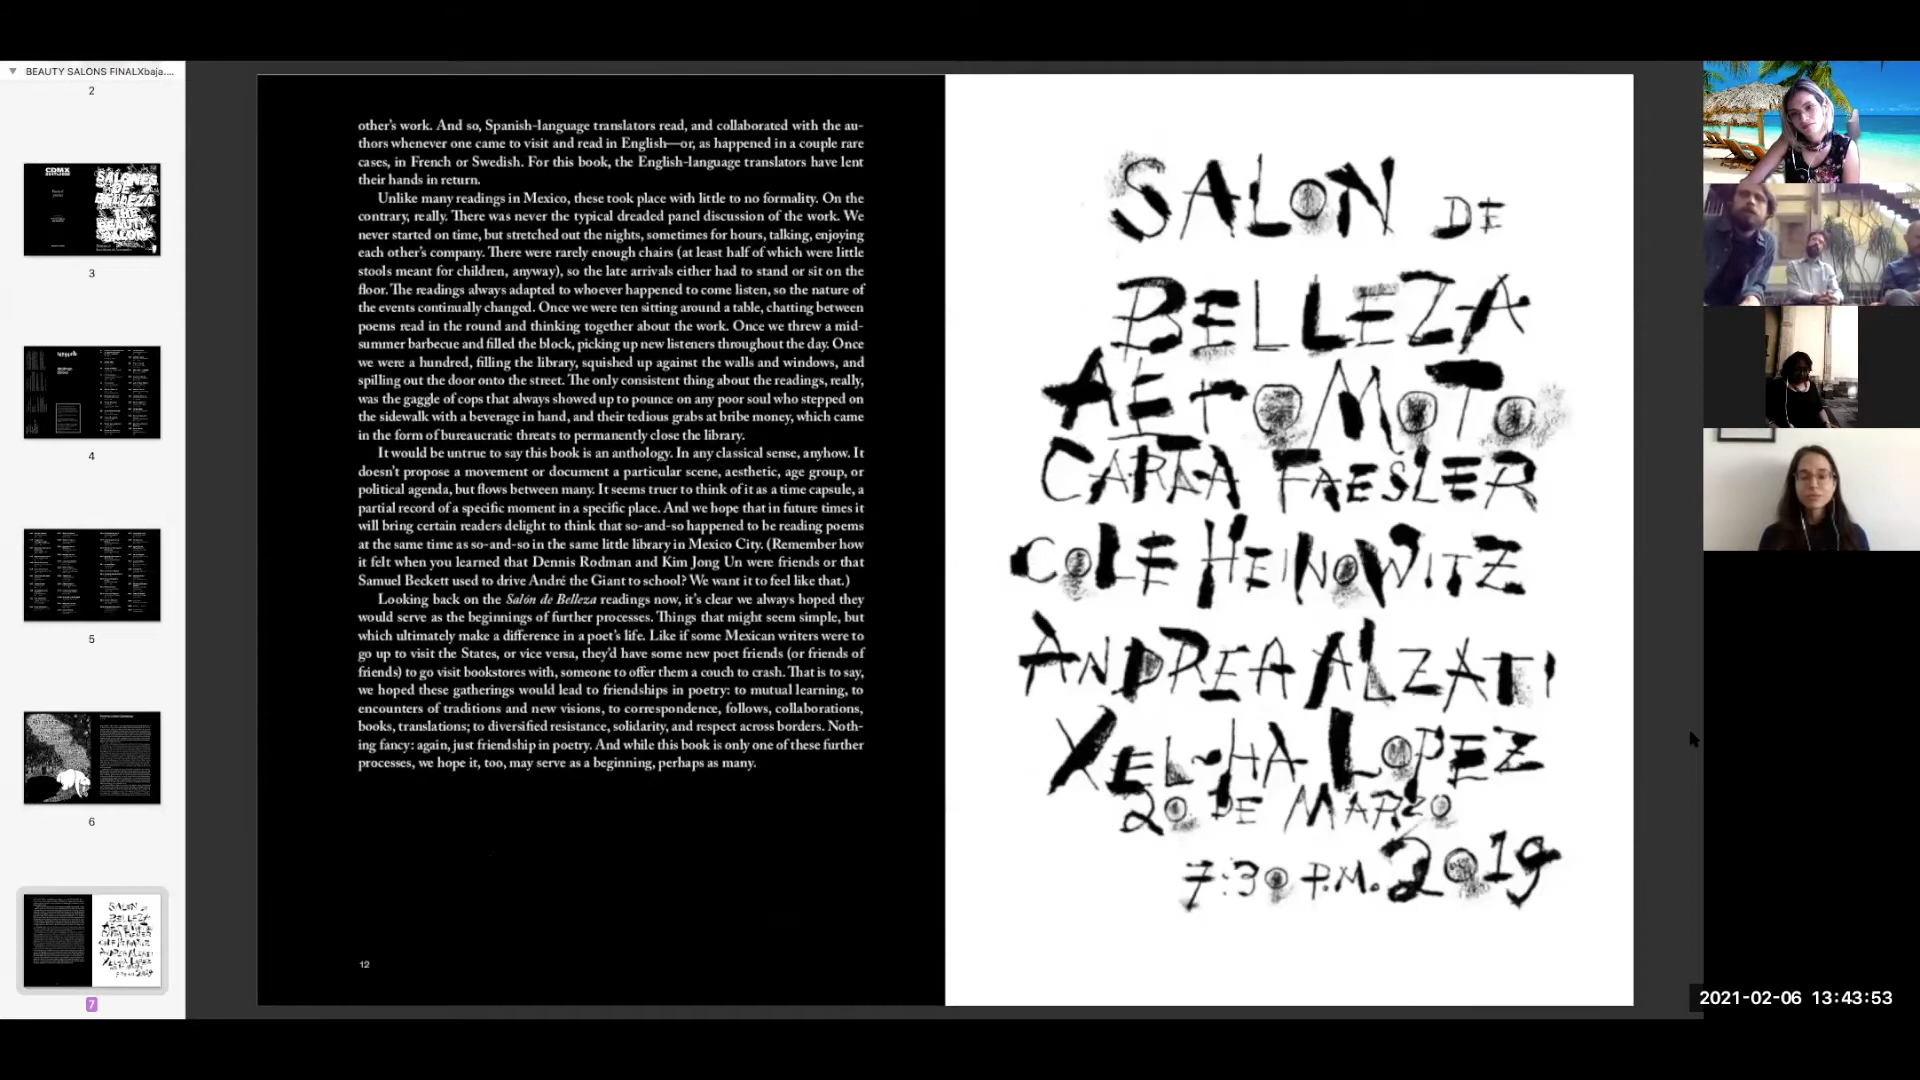 BEAUTY SALONS FINALXbaja....
2
CDMX
SALONES
DE
BELLEZA
THE
BEAUTY
SALONS
3
4
5
6
SALON DE
BELLEZA
7
other's work. And so, Spanish-language translators read, and collaborated with the au-
thors whenever one came to visit and read in English—or, as happened in a couple rare
cases, in French or Swedish. For this book, the English-language translators have lent
their hands in return.
Unlike many readings in Mexico, these took place with little to no formality. On the
contrary, really. There was never the typical dreaded panel discussion of the work. We
never started on time, but stretched out the nights, sometimes for hours, talking, enjoying
each other's company. There were rarely enough chairs (at least half of which were little
stools meant for children, anyway), so the late arrivals either had to stand or sit on the
floor. The readings always adapted to whoever happened to come listen, so the nature of
the events continually changed. Once we were ten sitting around a table, chatting between
poems read in the round and thinking together about the work. Once we threw a mid-
summer barbecue and filled the block, picking up new listeners throughout the day. Once
we were a hundred, filling the library, squished up against the walls and windows, and
spilling out the door onto the street. The only consistent thing about the readings, really,
was the gaggle of cops that always showed up to pounce on any poor soul who stepped on
the sidewalk with a beverage in hand, and their tedious grabs at bribe money, which came
in the form of bureaucratic threats to permanently close the library.
It would be untrue to say this book is an anthology. In any classical sense, anyhow. It
doesn't propose a movement or document a particular scene, aesthetic, age group, or
political agenda, but flows between many. It seems truer to think of it as a time capsule, a
partial record of a specific moment in a specific place. And we hope that in future times it
will bring certain readers delight to think that so-and-so happened to be reading poems
at the same time as so-and-so in the same little library in Mexico City. (Remember how
it felt when you learned that Dennis Rodman and Kim Jong Un were friends or that
Samuel Beckett used to drive André the Giant to school? We want it to feel like that.)
Looking back on the Salón de Belleza readings now, it's clear we always hoped they
would serve as the beginnings of further processes. Things that might seem simple, but
which ultimately make a difference in a poet's life. Like if some Mexican writers were to
go up to visit the States, or vice versa, they'd have some new poet friends (or friends of
friends) to go visit bookstores with, someone to offer them a couch to crash. That is to say,
we hoped these gatherings would lead to friendships in poetry: to mutual learning, to
encounters of traditions and new visions, to correspondence, follows, collaborations,
books, translations; to diversified resistance, solidarity, and respect across borders. Noth-
ing fancy: again, just friendship in poetry. And while this book is only one of these further
processes, we hope it, too, may serve as a beginning, perhaps as many.
12
SALON DE
BELLEZA
AEROMOTO
CARLA FAESLER
COLE HEINOWITZ
ANDREA ALZATI
XEL-HA LOPEZ
20 DE MARZO
7:30 P.M. 2019
2021-02-06 13:43:53